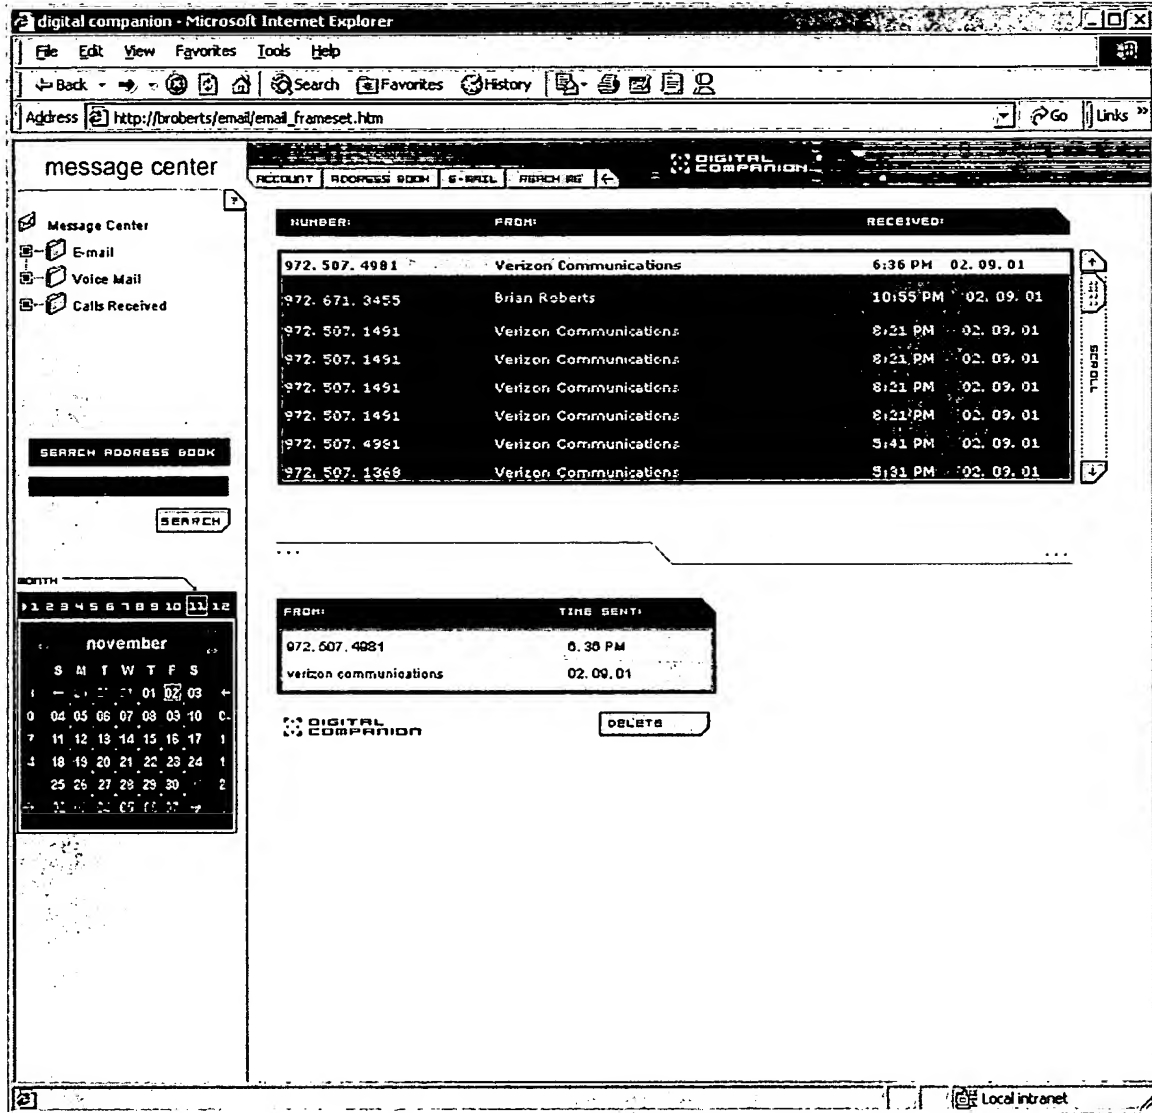 digital companion - Microsoft Internet Explorer
File Edit View Favorites Tools Help
Back Search Favorites History
Address http://broberts/email/email_frameset.htm Go Links »
message center
ACCOUNT ADDRESS BOOK E-MAIL REACH ME
DIGITAL COMPANION
?
Message Center
E-mail
Voice Mail
Calls Received
NUMBER: FROM: RECEIVED:
972. 507. 4981 Verizon Communications 6:36 PM 02. 09. 01
972. 671. 3455 Brian Roberts 10:55 PM 02. 09. 01
972. 507. 1491 Verizon Communications 8:21 PM 02. 09. 01
972. 507. 1491 Verizon Communications 8:21 PM 02. 09. 01
972. 507. 1491 Verizon Communications 8:21 PM 02. 09. 01
972. 507. 1491 Verizon Communications 8:21 PM 02. 09. 01
972. 507. 4981 Verizon Communications 5:41 PM 02. 09. 01
972. 507. 1368 Verizon Communications 5:31 PM 02. 09. 01
SCROLL
SEARCH ADDRESS BOOK
SEARCH
MONTH
1 2 3 4 5 6 7 8 9 10 11 12
november
S M T W T F S
01 02 03
04 05 06 07 08 09 10
11 12 13 14 15 16 17
18 19 20 21 22 23 24
25 26 27 28 29 30
FROM: TIME SENT:
972.507.4981 6.36 PM
verizon communications 02.09.01
DIGITAL COMPANION
DELETE
Local intranet